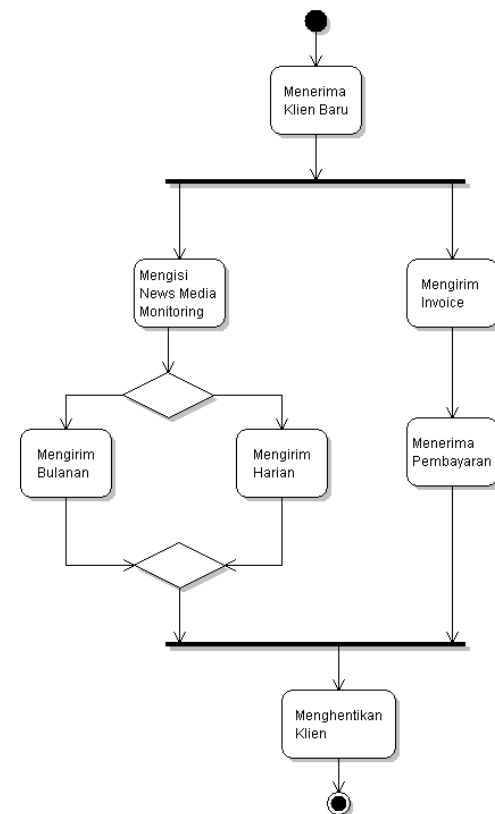 Menerima
Klien Baru
Mengisi
News Media
Monitoring
Mengirim
Invoice
Mengirim
Bulanan
Mengirim
Harian
Menerima
Pembayaran
Menghentikan
Klien